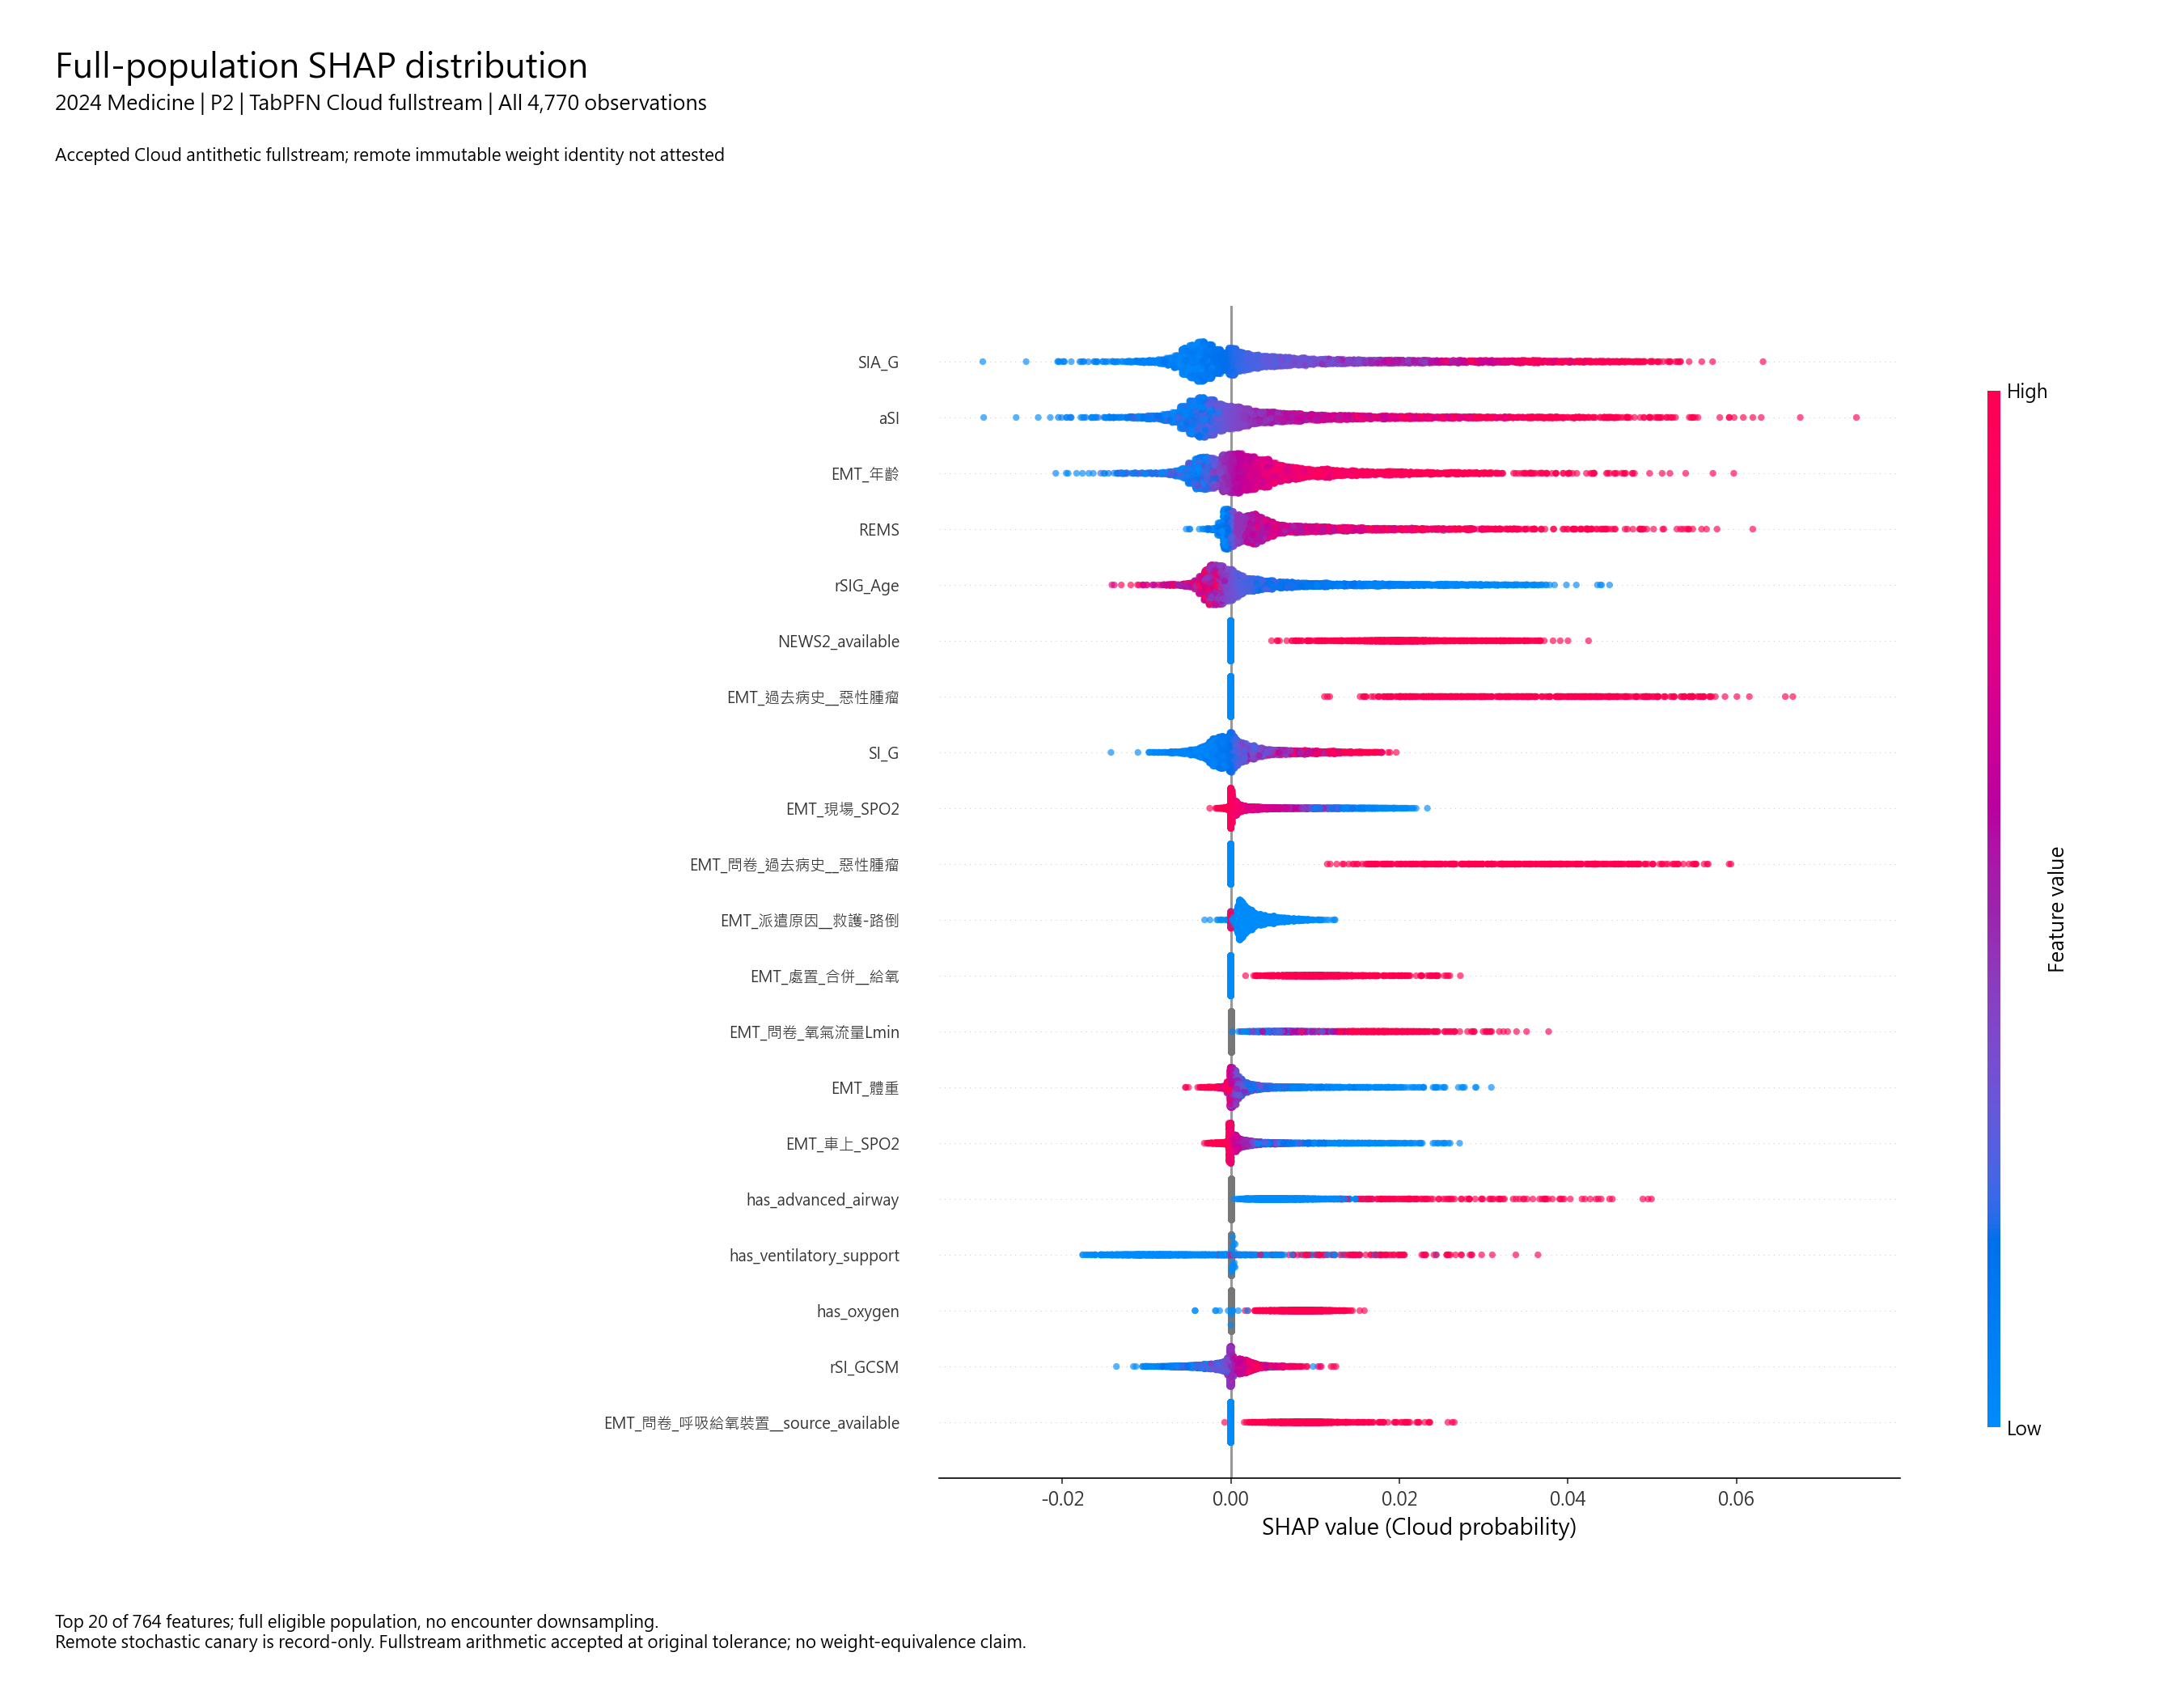 Full-population SHAP distribution
2024 Medicine | P2 | TabPFN Cloud fullstream | All 4,770 observations
Accepted Cloud antithetic fullstream; remote immutable weight identity not attested
SIA_G
aSI
EMT_年齡
REMS
rSIG_Age
NEWS2_available
EMT_過去病史__惡性腫瘤
SI_G
EMT_現場_SPO2
EMT_問卷_過去病史__惡性腫瘤
EMT_派遣原因__救護-路倒
EMT_處置_合併__給氧
EMT_問卷_氧氣流量Lmin
EMT_體重
EMT_車上_SPO2
has_advanced_airway
has_ventilatory_support
has_oxygen
rSI_GCSM
EMT_問卷_呼吸給氧裝置__source_available
-0.02 0.00 0.02 0.04 0.06
SHAP value (Cloud probability)
High
Feature value
Low
Top 20 of 764 features; full eligible population, no encounter downsampling.
Remote stochastic canary is record-only. Fullstream arithmetic accepted at original tolerance; no weight-equivalence claim.